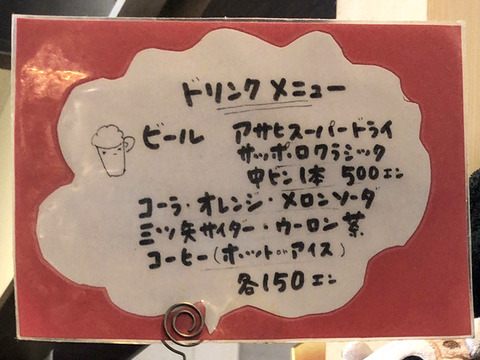 ドリンクメニュー
ビール アサヒスーパードライ
サッポロクラシック
中ビン1本 500エン
コーラ・オレンジ・メロンソーダ
三ツ矢サイダー・ウーロン茶
コーヒー(ホットorアイス)
各150エン